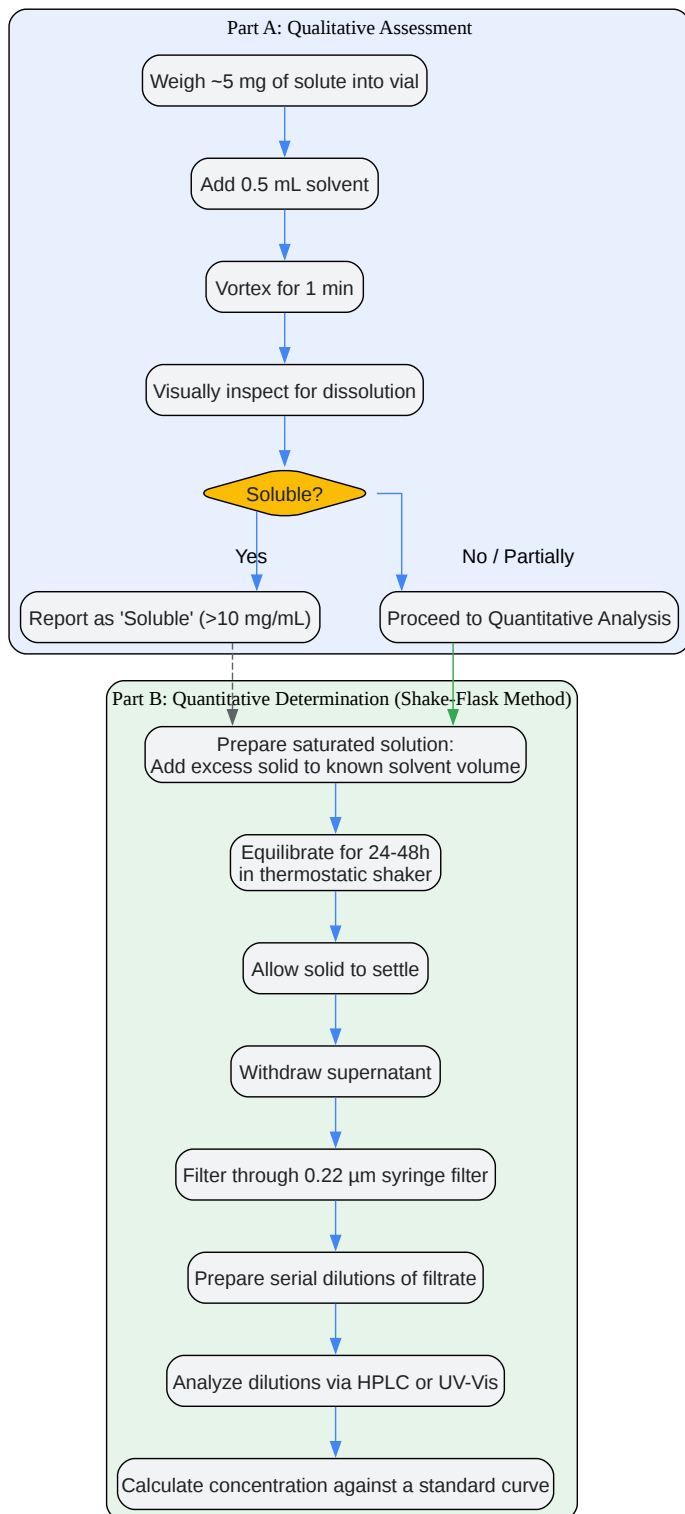 Part A: Qualitative Assessment
Weigh ~5 mg of solute into vial
Add 0.5 mL solvent
Vortex for 1 min
Visually inspect for dissolution
Soluble?
Yes
No / Partially
Report as 'Soluble' (>10 mg/mL)
Proceed to Quantitative Analysis
Part B: Quantitative Determination (Shake-Flask Method)
Prepare saturated solution:
Add excess solid to known solvent volume
Equilibrate for 24-48h
in thermostatic shaker
Allow solid to settle
Withdraw supernatant
Filter through 0.22 µm syringe filter
Prepare serial dilutions of filtrate
Analyze dilutions via HPLC or UV-Vis
Calculate concentration against a standard curve